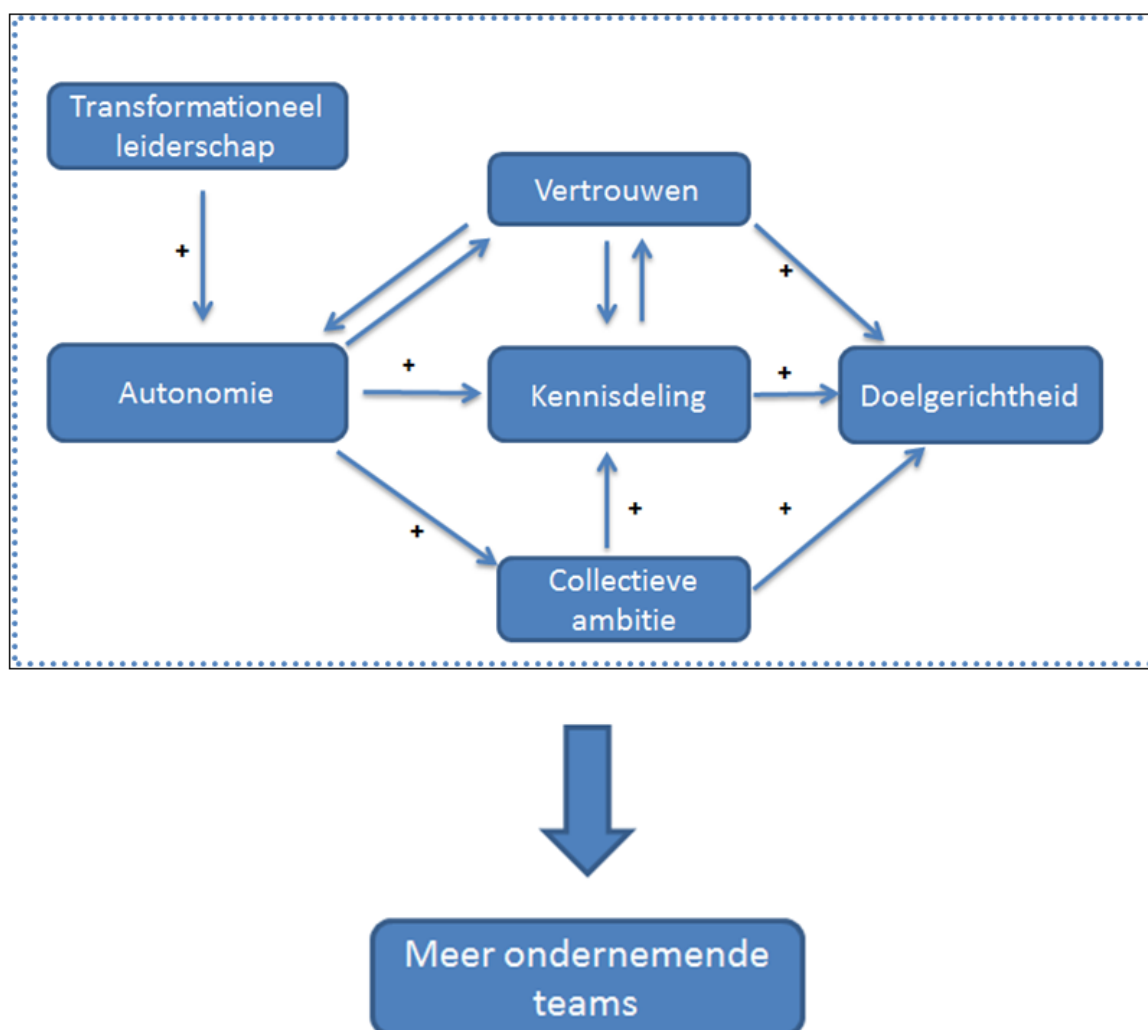 Transformationeel
leiderschap
Vertrouwen
+
+
Autonomie
+
Kennisdeling
+
Doelgerichtheid
+
+
+
Collectieve
ambitie
Meer ondernemende
teams